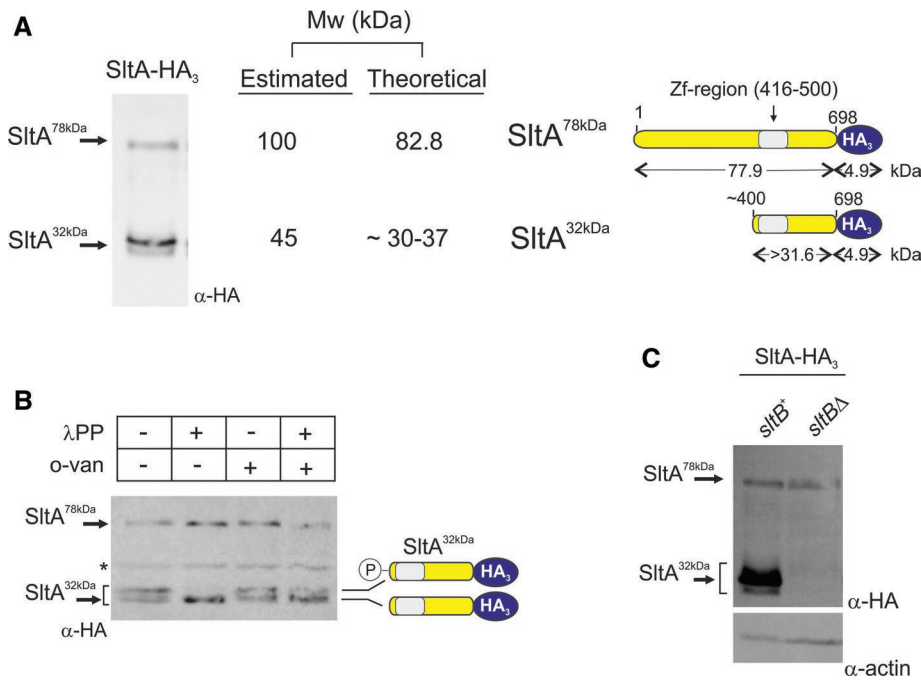 A
Mw (kDa)
SltA-HA₃
Estimated Theoretical
Zf-region (416-500)
SltA⁷⁸ᵏᴰᵃ 100 82.8 SltA⁷⁸ᵏᴰᵃ
1 698
HA₃
77.9 4.9 kDa
~400 698
SltA³²ᵏᴰᵃ 45 ~ 30-37 SltA³²ᵏᴰᵃ
HA₃
>31.6 4.9 kDa
α-HA
B
λPP - + - +
o-van - - + +
SltA⁷⁸ᵏᴰᵃ
*
SltA³²ᵏᴰᵃ
α-HA
SltA³²ᵏᴰᵃ
P HA₃
HA₃
C
SltA-HA₃
sltB⁺ sltBΔ
SltA⁷⁸ᵏᴰᵃ
SltA³²ᵏᴰᵃ
α-HA
α-actin